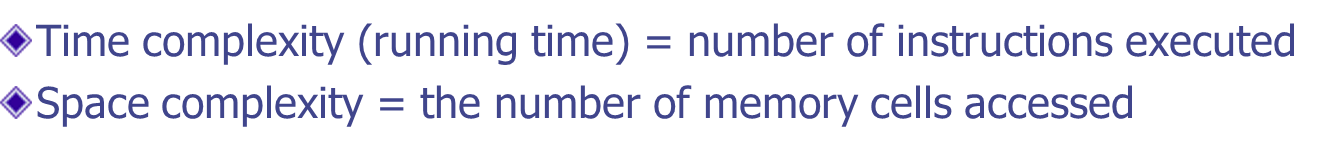 Time complexity (running time) = number of instructions executed
Space complexity = the number of memory cells accessed